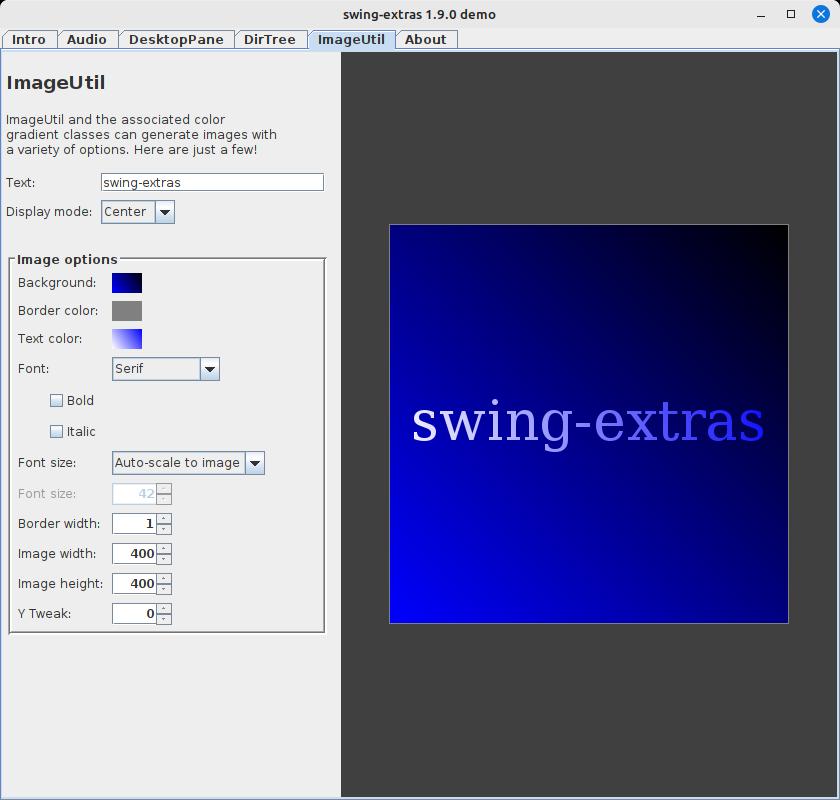 swing-extras 1.9.0 demo
Intro Audio DesktopPane DirTree ImageUtil About
ImageUtil
ImageUtil and the associated color
gradient classes can generate images with
a variety of options. Here are just a few!
Text: swing-extras
Display mode: Center
Image options
Background:
Border color:
Text color:
Font: Serif
Bold
Italic
Font size: Auto-scale to image
Font size: 42
Border width: 1
Image width: 400
Image height: 400
Y Tweak: 0
swing-extras